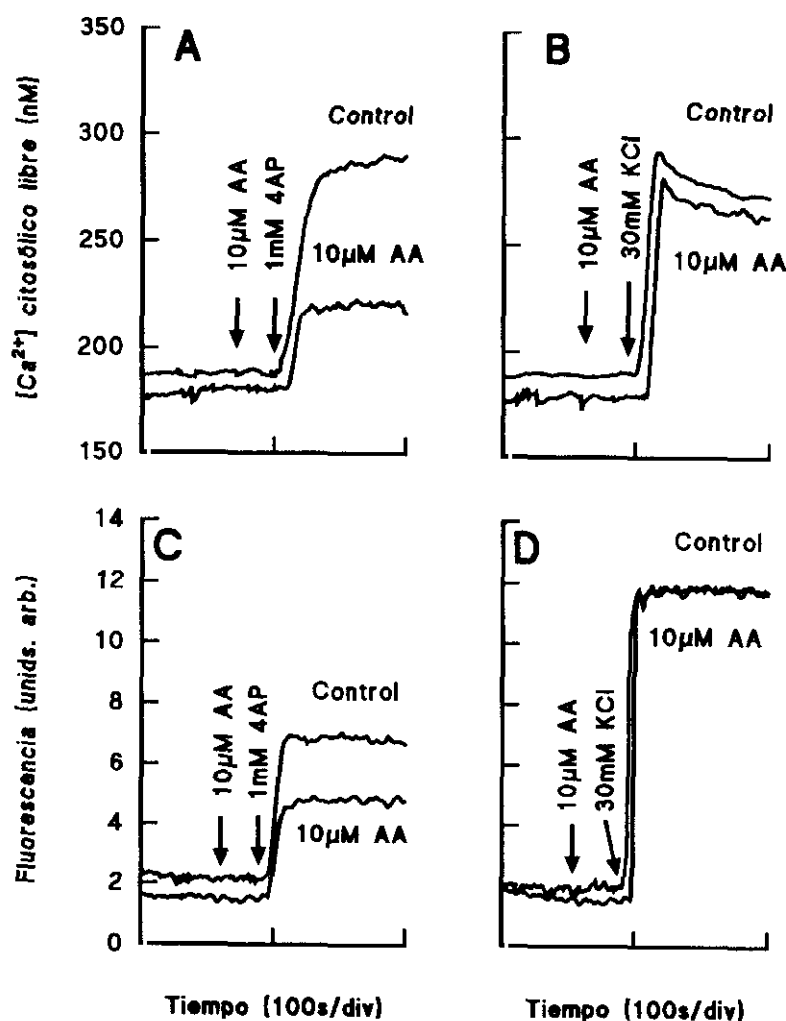 [Ca²⁺] citosólico libre (nM)
350
300
250
200
150
A
10µM AA
1mM 4AP
Control
10µM AA
B
10µM AA
30mM KCl
Control
10µM AA
Fluorescencia (unids. arb.)
14
12
10
8
6
4
2
0
C
10µM AA
1mM 4AP
Control
10µM AA
D
10µM AA
30mM KCl
Control
10µM AA
Tiempo (100s/div)
Tiempo (100s/div)